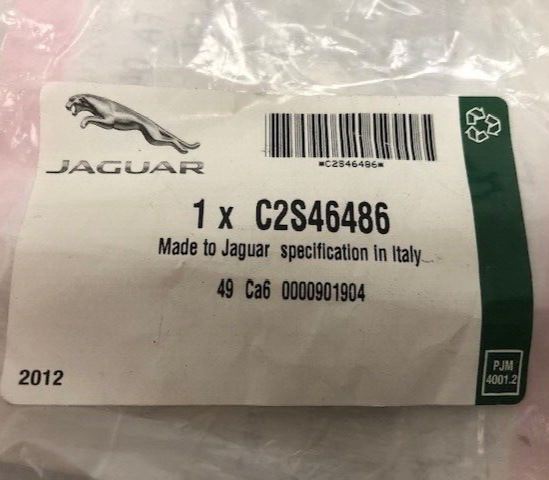 JAGUAR
*C2S46486*
1 x C2S46486
Made to Jaguar specification in Italy
49 Ca6 0000901904
2012
PJM
4001.2